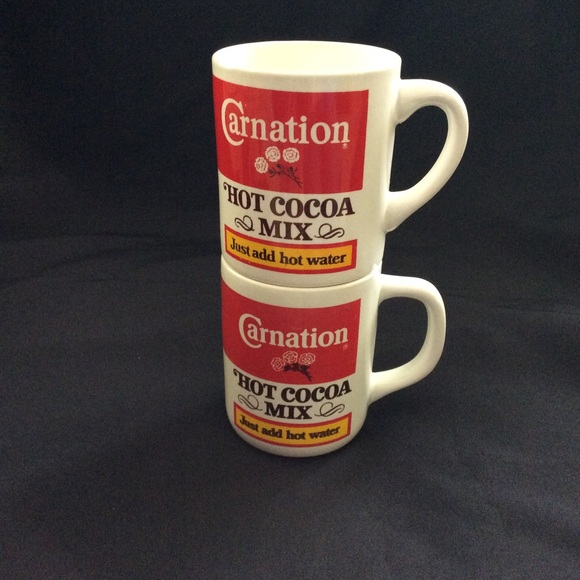 Carnation®
HOT COCOA
MIX
Just add hot water
Carnation®
HOT COCOA
MIX
Just add hot water